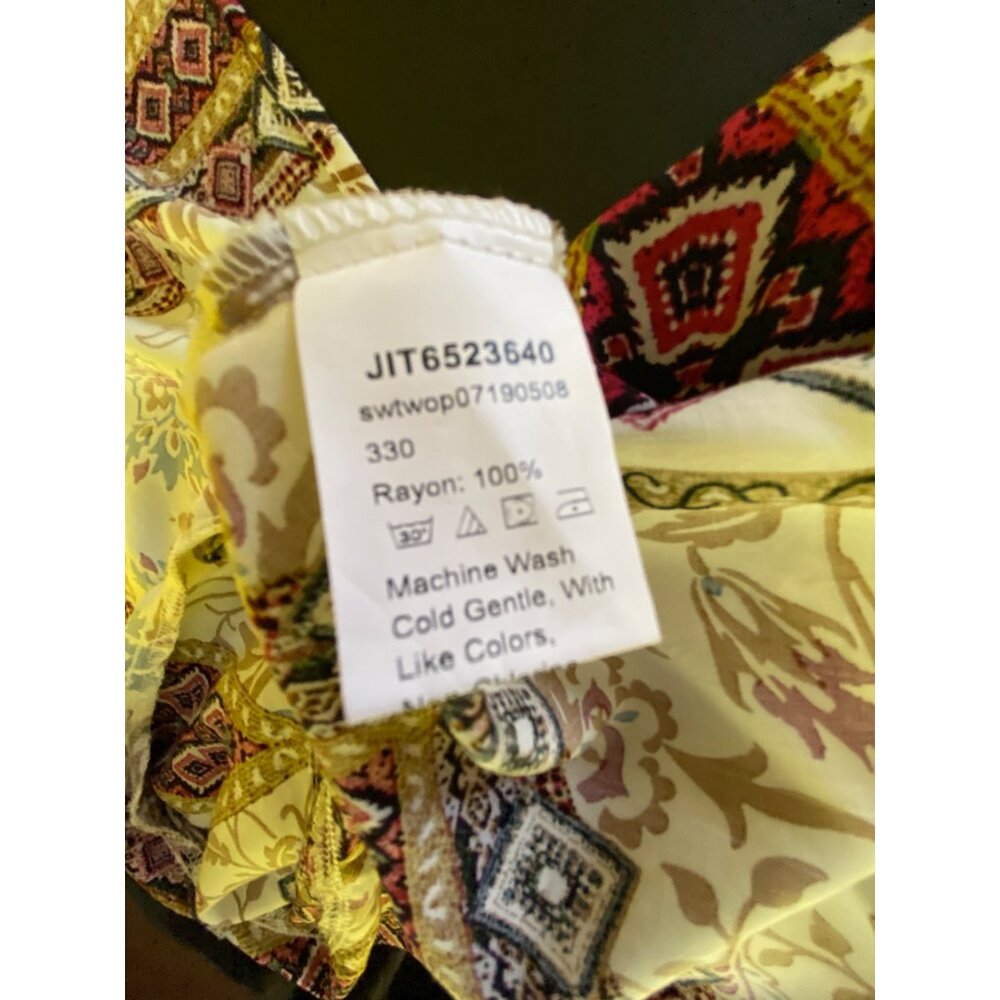 JIT6523640
swtwop07190508
330
Rayon: 100%
30°
Machine Wash
Cold Gentle, With
Like Colors,